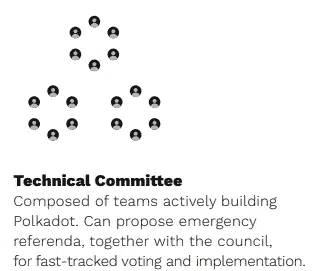 Technical Committee
Composed of teams actively building
Polkadot. Can propose emergency
referenda, together with the council,
for fast-tracked voting and implementation.